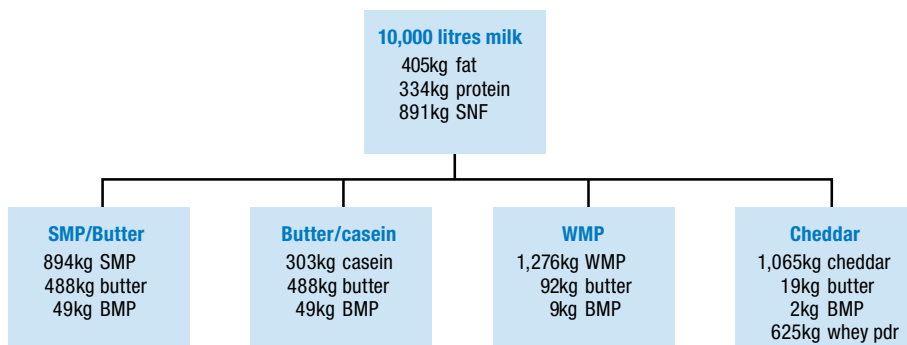 10,000 litres milk
405kg fat
334kg protein
891kg SNF
SMP/Butter
894kg SMP
488kg butter
49kg BMP
Butter/casein
303kg casein
488kg butter
49kg BMP
WMP
1,276kg WMP
92kg butter
9kg BMP
Cheddar
1,065kg cheddar
19kg butter
2kg BMP
625kg whey pdr